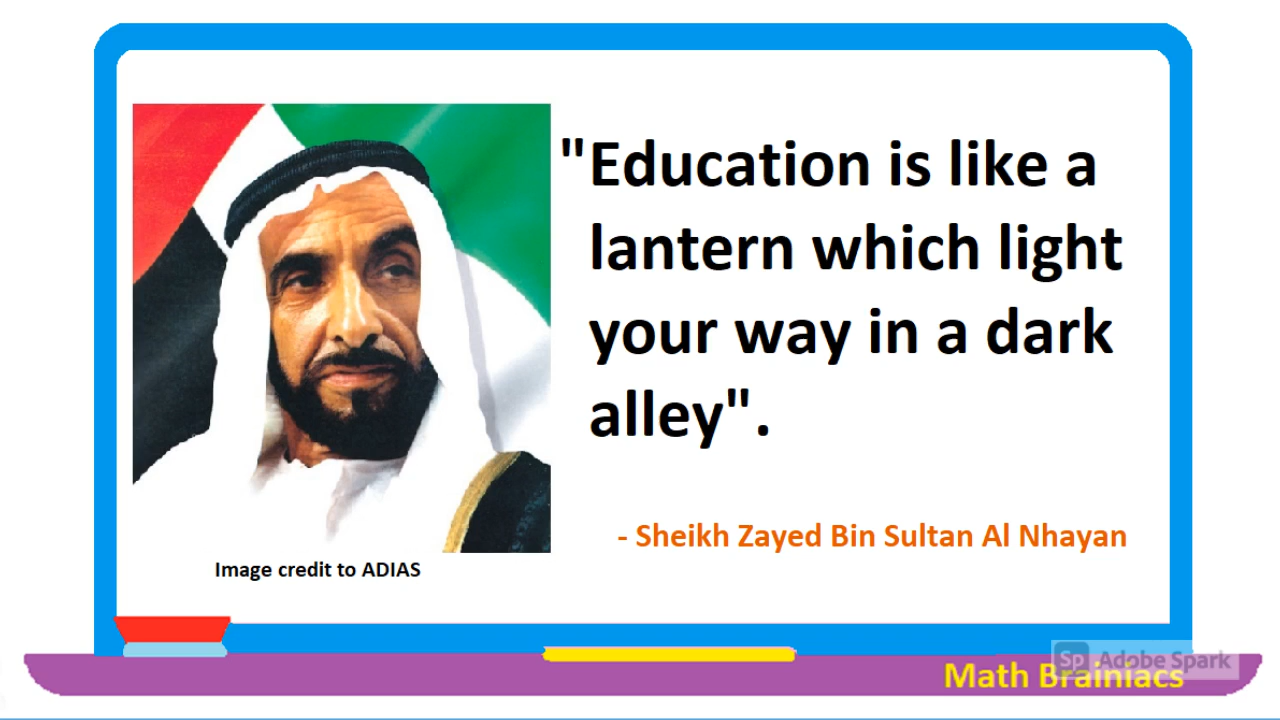 "Education is like a
lantern which light
your way in a dark
alley".
- Sheikh Zayed Bin Sultan Al Nhayan
Image credit to ADIAS
Sp Adobe Spark
Math Brainiacs